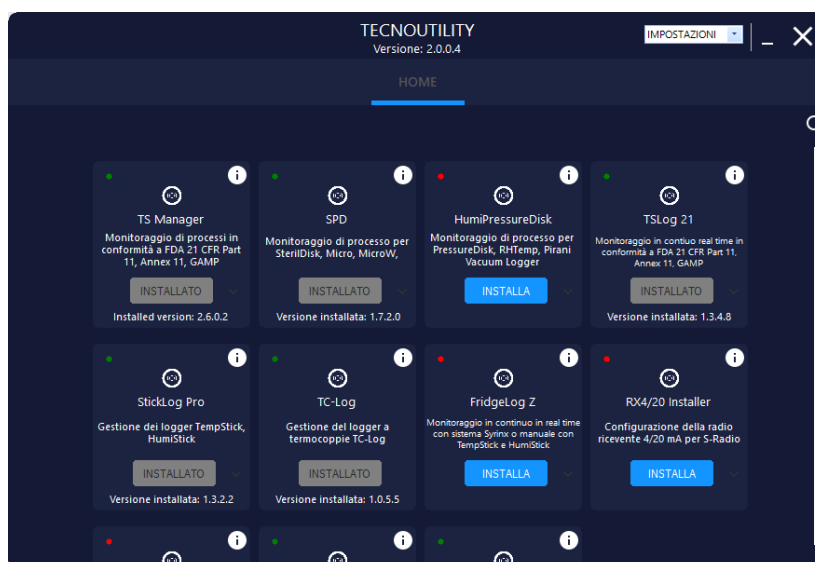 TECNOUTILITY
Versione: 2.0.0.4
IMPOSTAZIONI
HOME
TS Manager
Monitoraggio di processi in
conformità a FDA 21 CFR Part
11, Annex 11, GAMP
INSTALLATO
Installed version: 2.6.0.2
SPD
Monitoraggio di processo per
SterilDisk, Micro, MicroW,
INSTALLATO
Versione installata: 1.7.2.0
HumiPressureDisk
Monitoraggio di processo per
PressureDisk, RHTemp, Pirani
Vacuum Logger
INSTALLA
TSLog 21
Monitoraggio in contiuo real time in
conformità a FDA 21 CFR Part 11,
Annex 11, GAMP
INSTALLATO
Versione installata: 1.3.4.8
StickLog Pro
Gestione dei logger TempStick,
HumiStick
INSTALLATO
Versione installata: 1.3.2.2
TC-Log
Gestione del logger a
termocoppie TC-Log
INSTALLATO
Versione installata: 1.0.5.5
FridgeLog Z
Monitoraggio in continuo in real time
con sistema Syrinx o manuale con
TempStick e HumiStick
INSTALLA
RX4/20 Installer
Configurazione della radio
ricevente 4/20 mA per S-Radio
INSTALLA